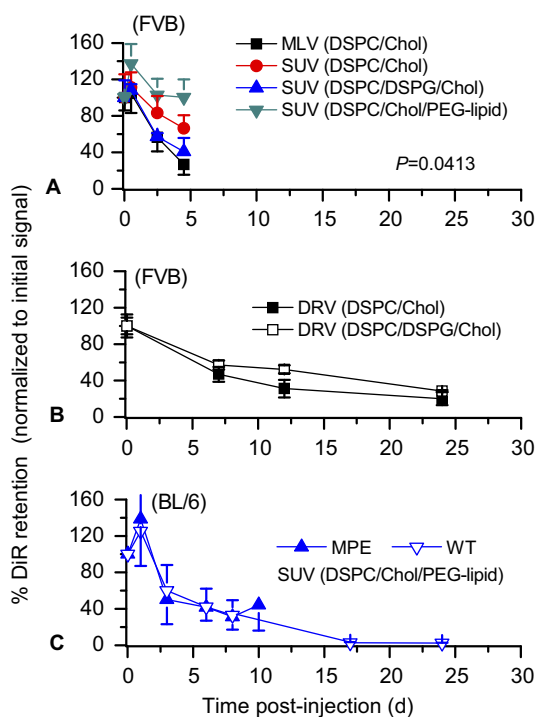 % DiR retention (normalized to initial signal)
(FVB)
160
120
80
40
0
MLV (DSPC/Chol)
SUV (DSPC/Chol)
SUV (DSPC/DSPG/Chol)
SUV (DSPC/Chol/PEG-lipid)
P=0.0413
A
0 5 10 15 20 25 30
(FVB)
160
120
80
40
0
DRV (DSPC/Chol)
DRV (DSPC/DSPG/Chol)
B
0 5 10 15 20 25 30
(BL/6)
160
120
80
40
0
MPE WT
SUV (DSPC/Chol/PEG-lipid)
C
0 5 10 15 20 25 30
Time post-injection (d)